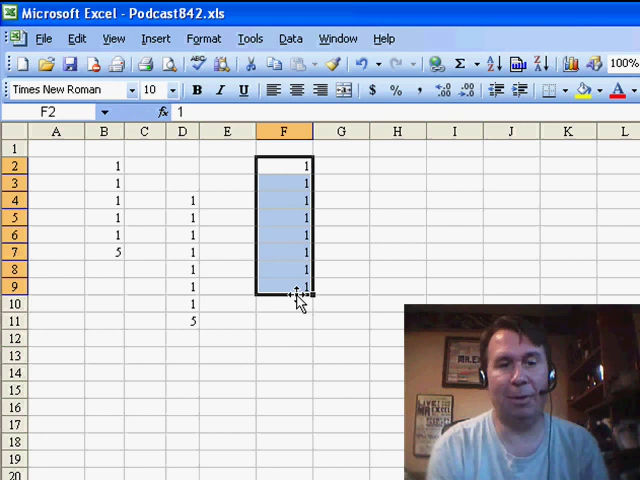 Microsoft Excel - Podcast842.xls
File Edit View Insert Format Tools Data Window Help
Σ 100%
Times New Roman 10 B I U $ % ,
F2 fx 1
A B C D E F G H I J K L
1
2 1 1
3 1 1
4 1 1 1
5 1 1 1
6 1 1 1
7 5 1 1
8 1 1
9 1 1
10 1
11 5
12
13
14
15
16
17
18
19
20
LIVE!